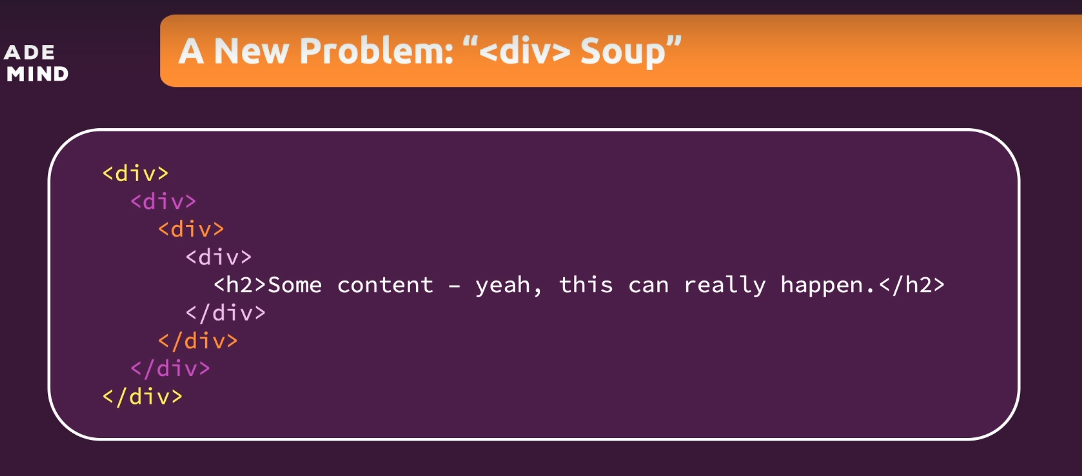 ADE
MIND
A New Problem: “<div> Soup”
<div>
<div>
<div>
<div>
<h2>Some content – yeah, this can really happen.</h2>
</div>
</div>
</div>
</div>